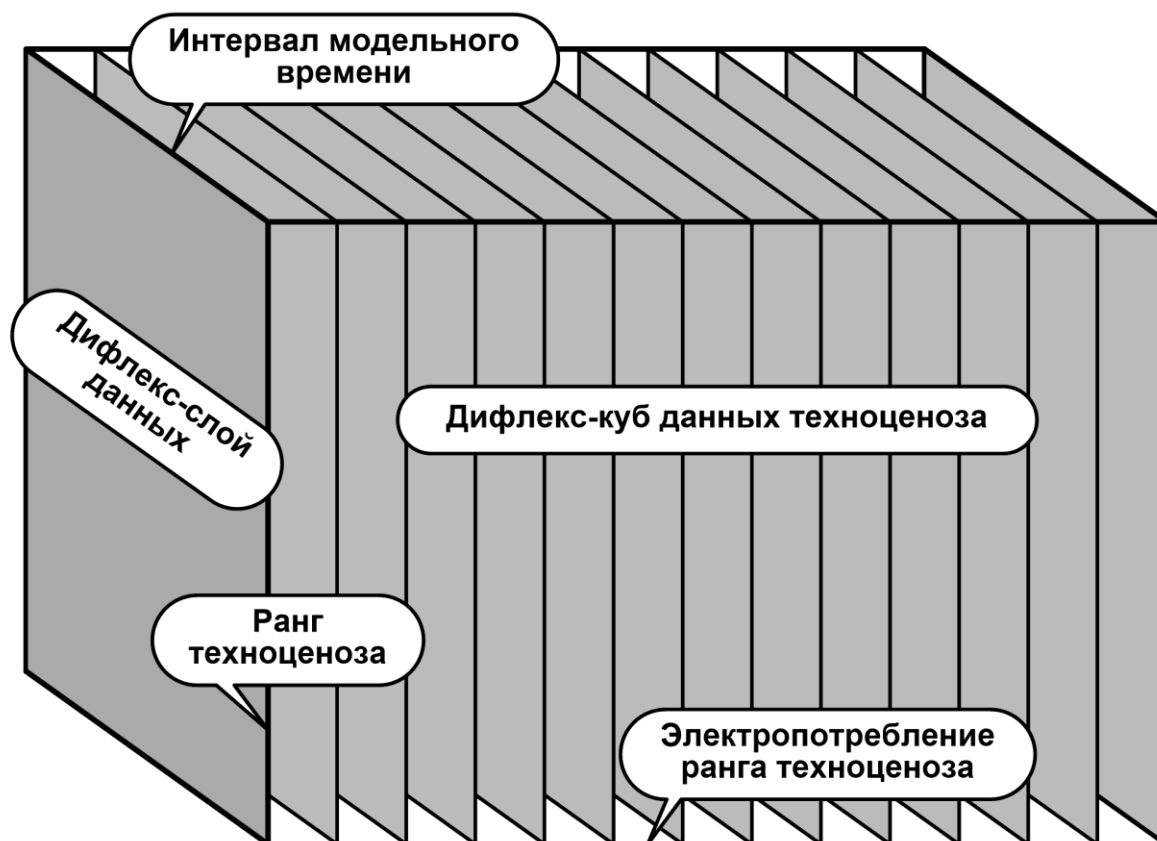 Интервал модельного
времени
Дифлекс-слой
данных
Дифлекс-куб данных техноценоза
Ранг
техноценоза
Электропотребление
ранга техноценоза